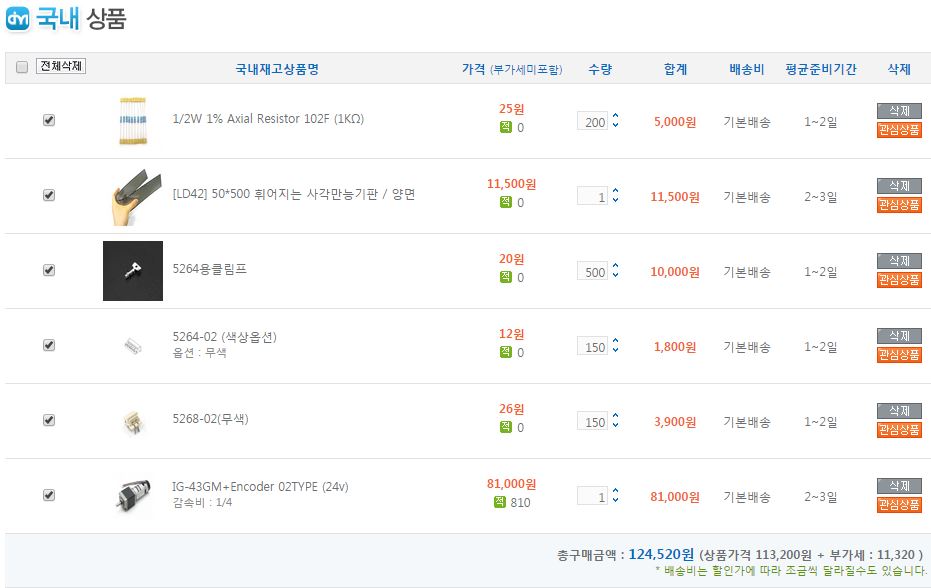 dyi 국내 상품
전체삭제 국내재고상품명 가격 (부가세미포함) 수량 합계 배송비 평균준비기간 삭제
1/2W 1% Axial Resistor 102F (1KΩ) 25원 적 0 200 5,000원 기본배송 1~2일 삭제 관심상품
[LD42] 50*500 휘어지는 사각만능기판 / 양면 11,500원 적 0 1 11,500원 기본배송 2~3일 삭제 관심상품
5264용클림프 20원 적 0 500 10,000원 기본배송 1~2일 삭제 관심상품
5264-02 (색상옵션) 12원 150 1,800원 기본배송 1~2일 삭제
옵션 : 무색 적 0 관심상품
5268-02(무색) 26원 적 0 150 3,900원 기본배송 1~2일 삭제 관심상품
IG-43GM+Encoder 02TYPE (24v) 81,000원 1 81,000원 기본배송 2~3일 삭제
감속비 : 1/4 적 810 관심상품
총구매금액 : 124,520원 (상품가격 113,200원 + 부가세 : 11,320 )
* 배송비는 할인가에 따라 조금씩 달라질수도 있습니다.